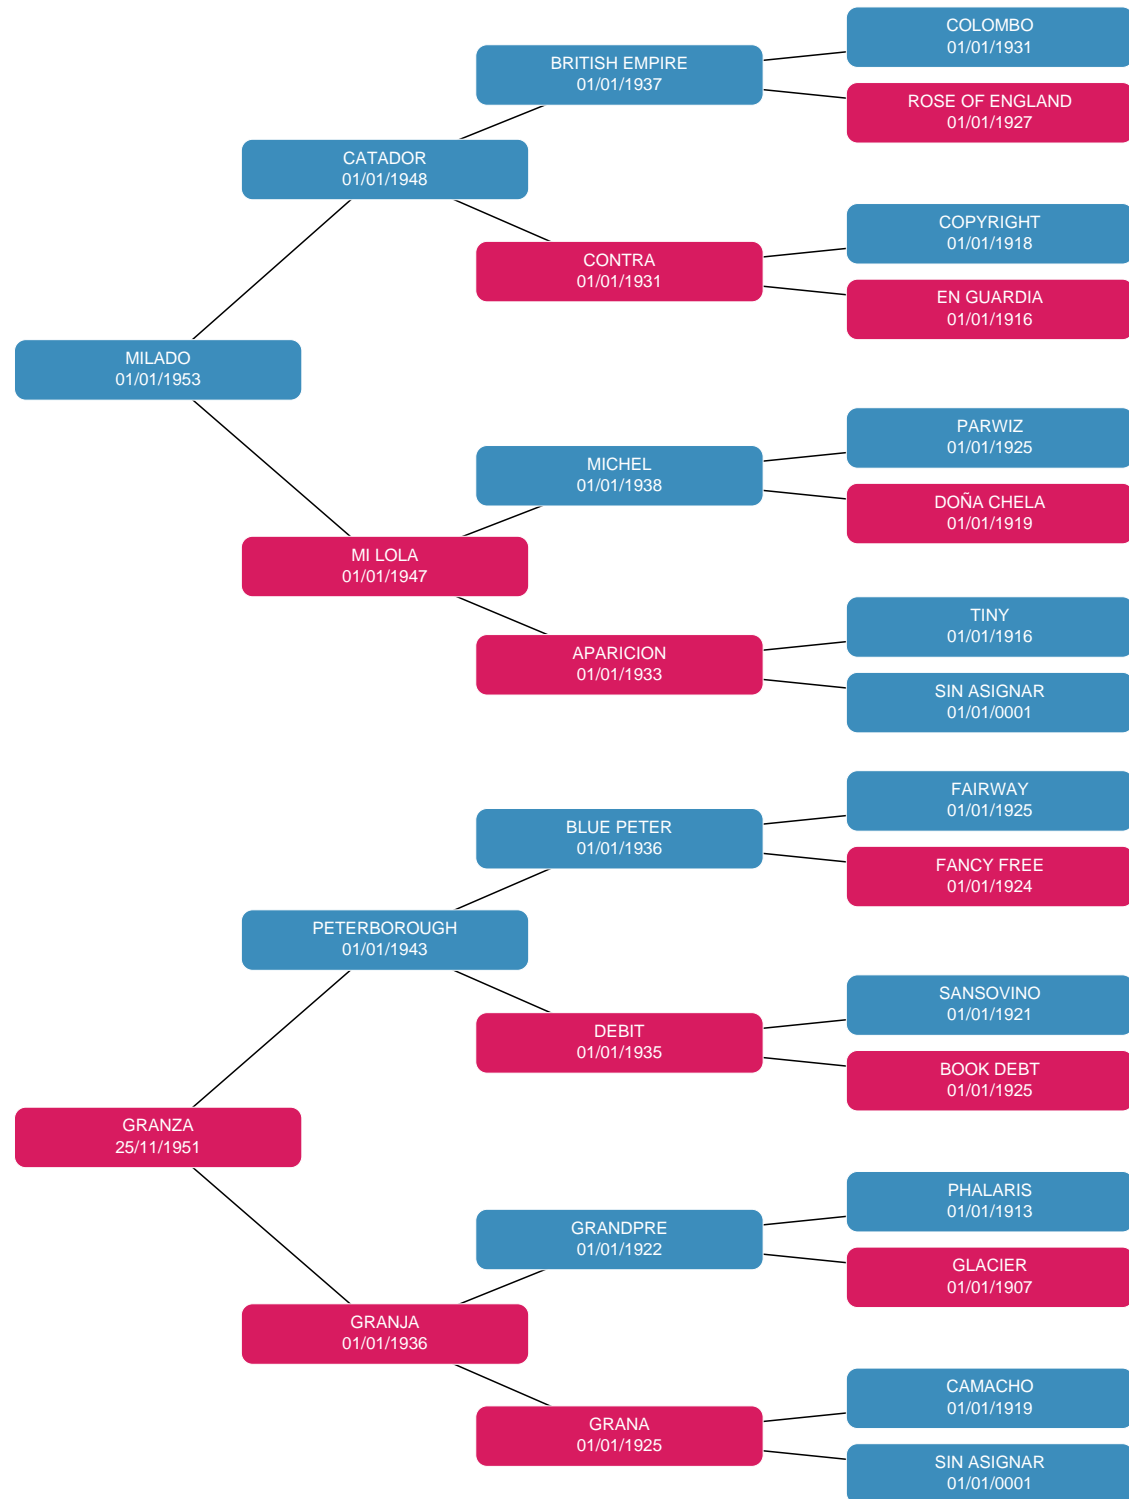 COLOMBO
01/01/1931
BRITISH EMPIRE
01/01/1937
ROSE OF ENGLAND
01/01/1927
CATADOR
01/01/1948
COPYRIGHT
01/01/1918
CONTRA
01/01/1931
EN GUARDIA
01/01/1916
MILADO
01/01/1953
PARWIZ
01/01/1925
MICHEL
01/01/1938
DOÑA CHELA
01/01/1919
MI LOLA
01/01/1947
TINY
01/01/1916
APARICION
01/01/1933
SIN ASIGNAR
01/01/0001
FAIRWAY
01/01/1925
BLUE PETER
01/01/1936
FANCY FREE
01/01/1924
PETERBOROUGH
01/01/1943
SANSOVINO
01/01/1921
DEBIT
01/01/1935
BOOK DEBT
01/01/1925
GRANZA
25/11/1951
PHALARIS
01/01/1913
GRANDPRE
01/01/1922
GLACIER
01/01/1907
GRANJA
01/01/1936
CAMACHO
01/01/1919
GRANA
01/01/1925
SIN ASIGNAR
01/01/0001